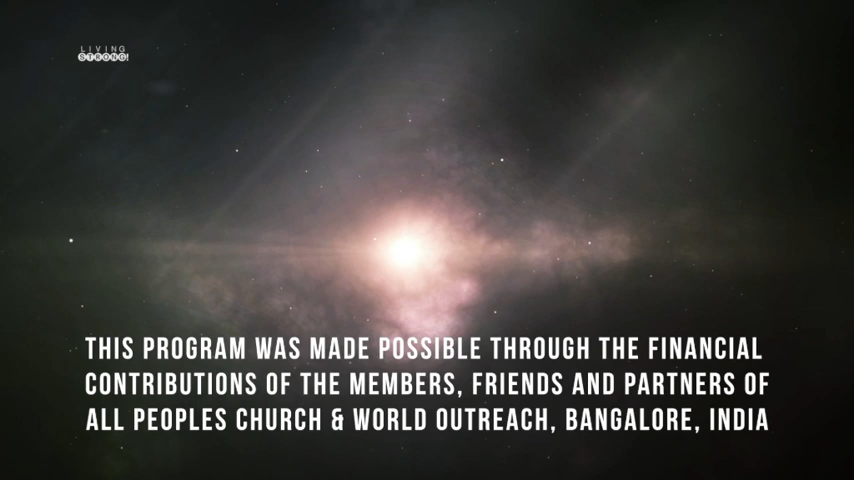 LIVING
STRONG!
THIS PROGRAM WAS MADE POSSIBLE THROUGH THE FINANCIAL
CONTRIBUTIONS OF THE MEMBERS, FRIENDS AND PARTNERS OF
ALL PEOPLES CHURCH & WORLD OUTREACH, BANGALORE, INDIA